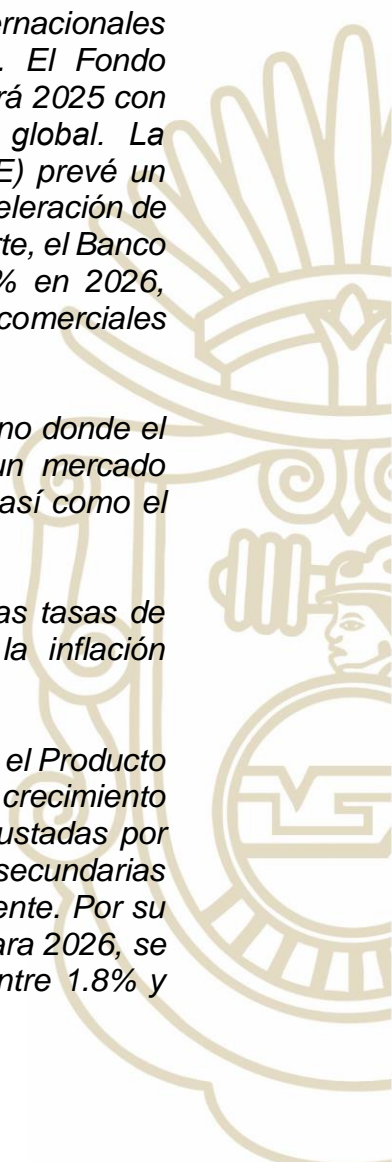 ernacionales
. El Fondo
rá 2025 con
global. La
E) prevé un
eleración de
rte, el Banco
% en 2026,
comerciales
no donde el
un mercado
así como el
as tasas de
la inflación
el Producto
crecimiento
ustadas por
secundarias
ente. Por su
ara 2026, se
entre 1.8% y